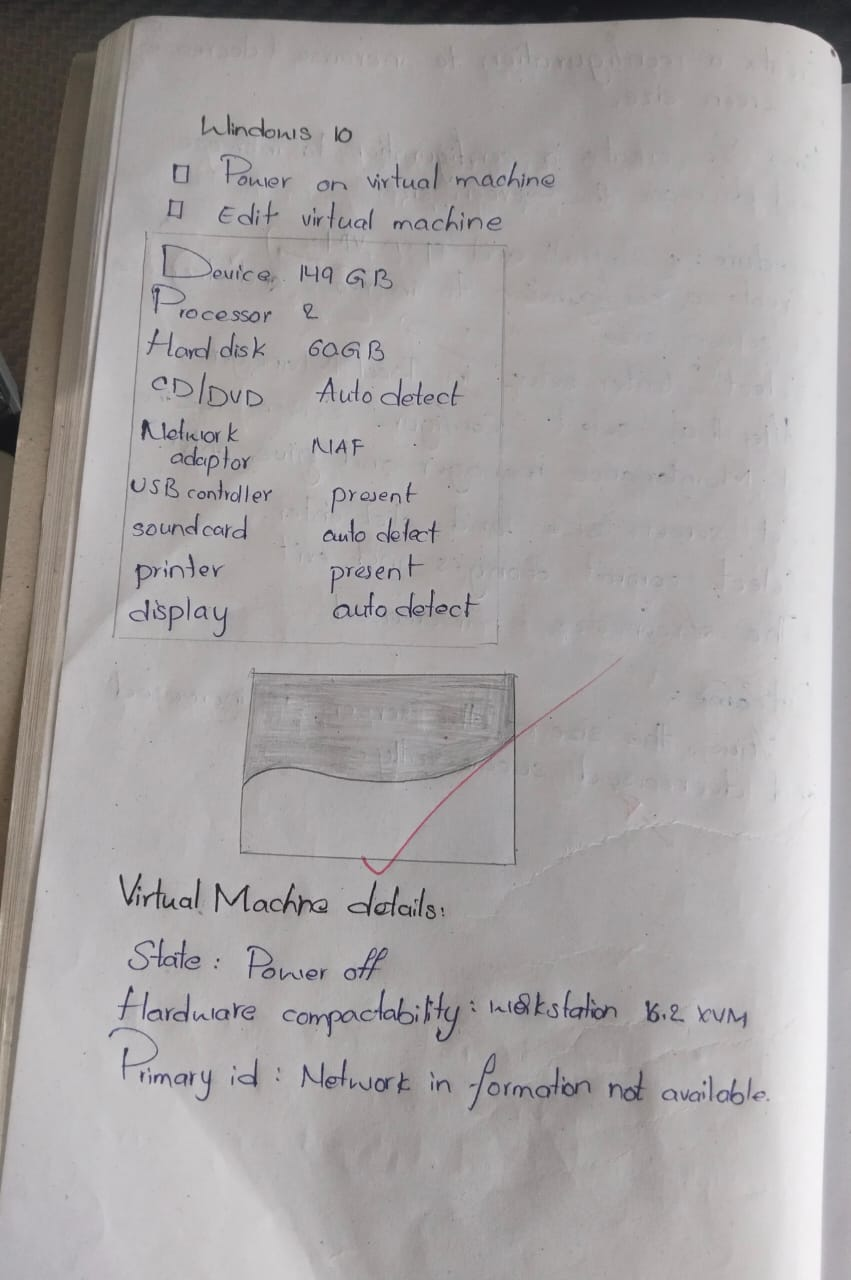 Windows 10
Power on virtual machine
Edit virtual machine
Device 149 GB
Processor 2
Hard disk 60GB
CD/DVD Auto detect
Network
adaptor NAF
USB controller present
soundcard auto detect
printer present
display auto detect
Virtual Machne details:
State: Power off
Hardware compactability: workstation 16.2 XVM
Primary id: Network in formation not available.